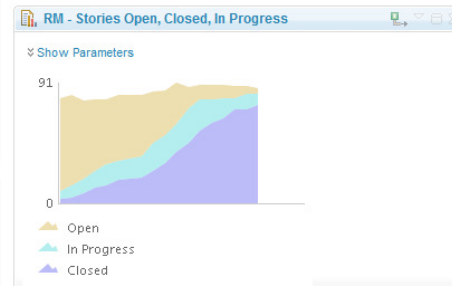 RM - Stories Open, Closed, In Progress
Show Parameters
91
0
Open
In Progress
Closed